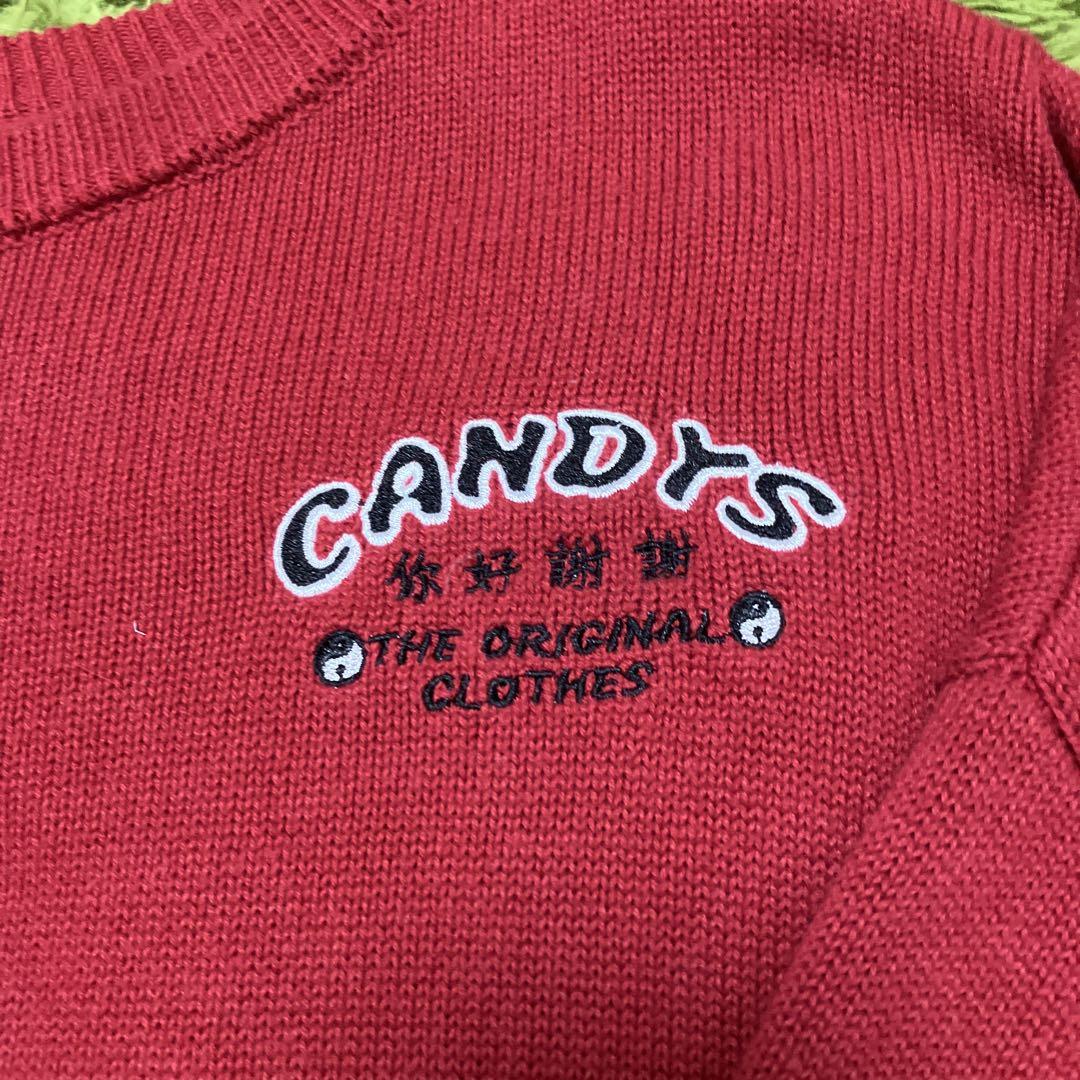 CANDYS
你好謝謝
THE ORIGINAL
CLOTHES